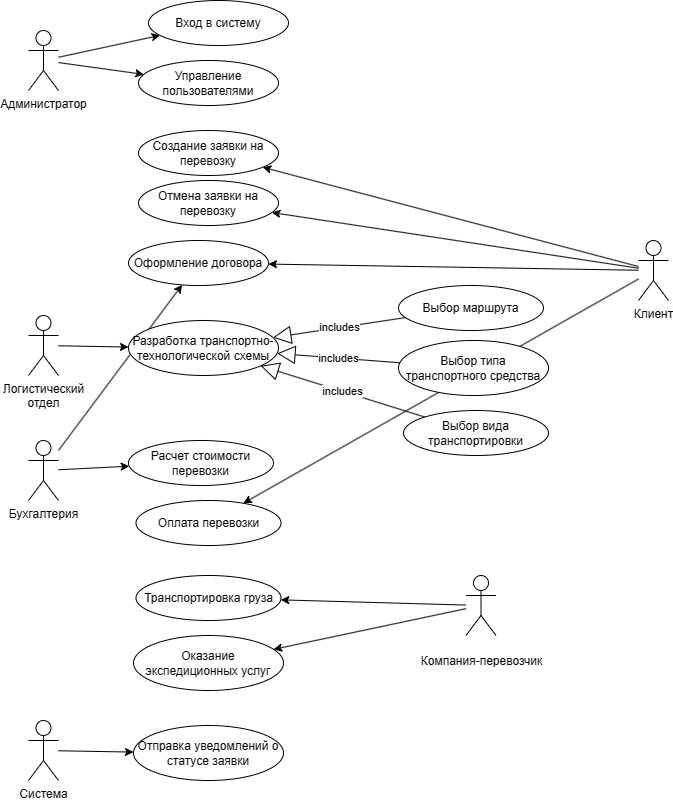 Вход в систему
Управление
пользователями
Администратор
Создание заявки на
перевозку
Отмена заявки на
перевозку
Оформление договора
Клиент
Выбор маршрута
includes
Разработка транспортно-
технологической схемы
includes
Выбор типа
транспортного средства
includes
Логистический
отдел
Выбор вида
транспортировки
Расчет стоимости
перевозки
Бухгалтерия
Оплата перевозки
Транспортировка груза
Оказание
экспедиционных услуг
Компания-перевозчик
Отправка уведомлений о
статусе заявки
Система